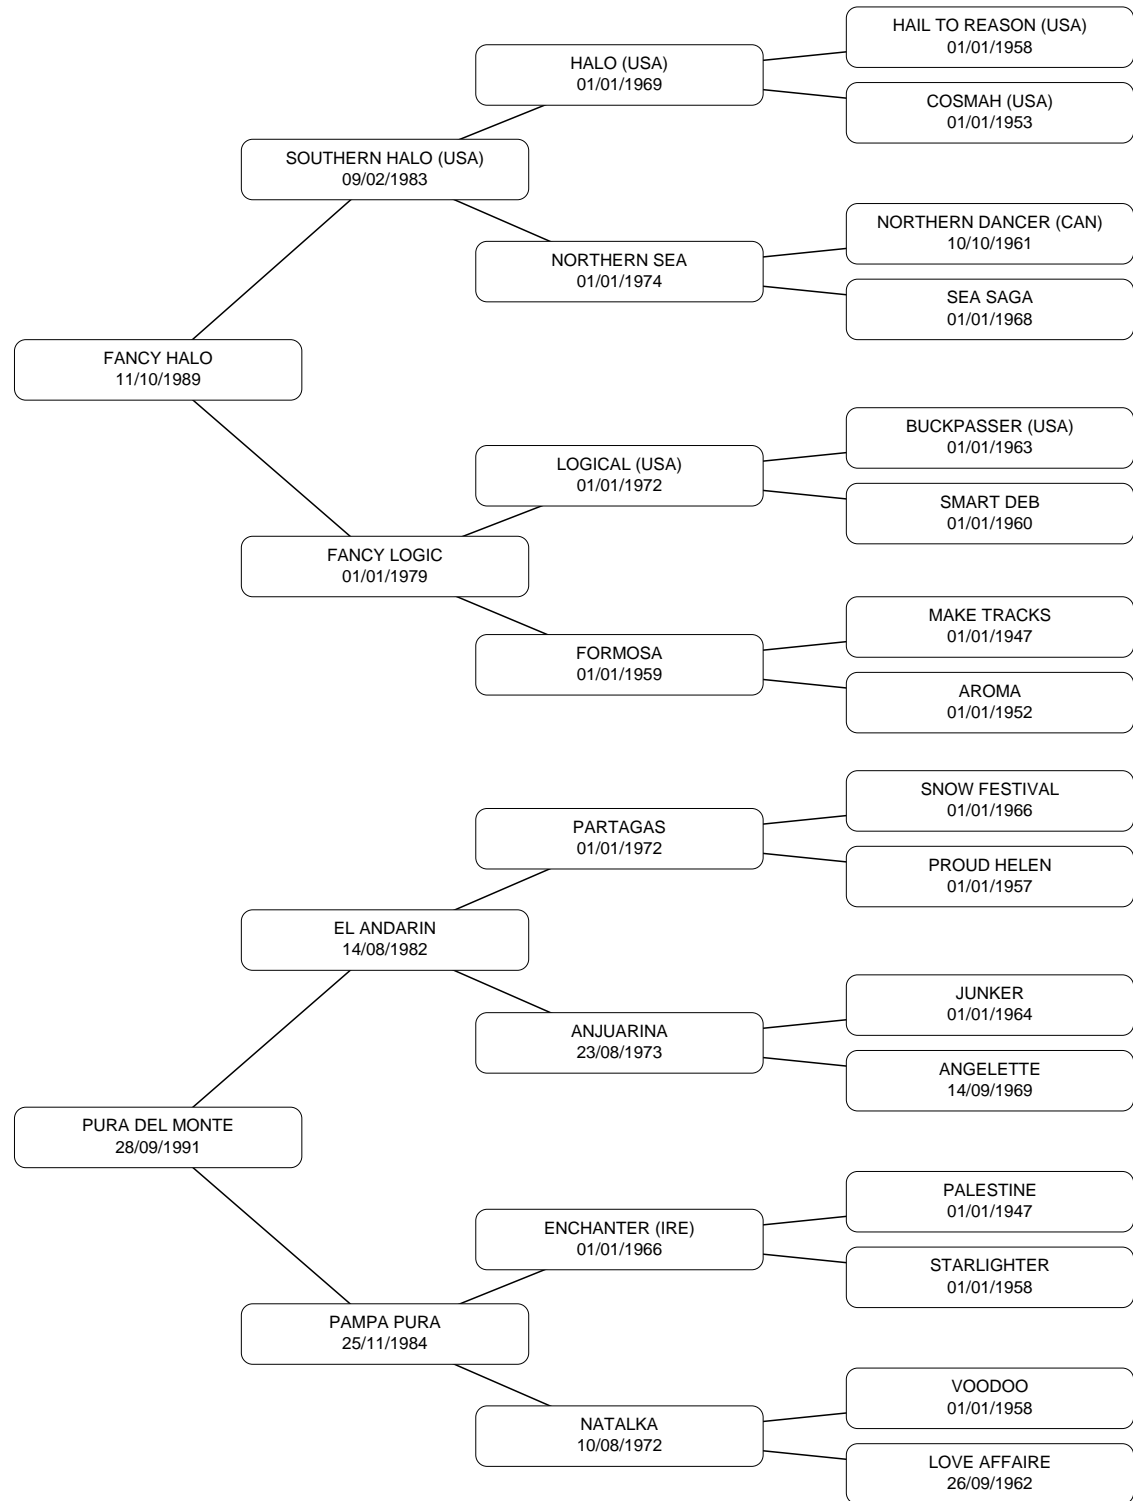 HAIL TO REASON (USA)
01/01/1958
HALO (USA)
01/01/1969
COSMAH (USA)
01/01/1953
SOUTHERN HALO (USA)
09/02/1983
NORTHERN DANCER (CAN)
10/10/1961
NORTHERN SEA
01/01/1974
SEA SAGA
01/01/1968
FANCY HALO
11/10/1989
BUCKPASSER (USA)
01/01/1963
LOGICAL (USA)
01/01/1972
SMART DEB
01/01/1960
FANCY LOGIC
01/01/1979
MAKE TRACKS
01/01/1947
FORMOSA
01/01/1959
AROMA
01/01/1952
SNOW FESTIVAL
01/01/1966
PARTAGAS
01/01/1972
PROUD HELEN
01/01/1957
EL ANDARIN
14/08/1982
JUNKER
01/01/1964
ANJUARINA
23/08/1973
ANGELETTE
14/09/1969
PURA DEL MONTE
28/09/1991
PALESTINE
01/01/1947
ENCHANTER (IRE)
01/01/1966
STARLIGHTER
01/01/1958
PAMPA PURA
25/11/1984
VOODOO
01/01/1958
NATALKA
10/08/1972
LOVE AFFAIRE
26/09/1962